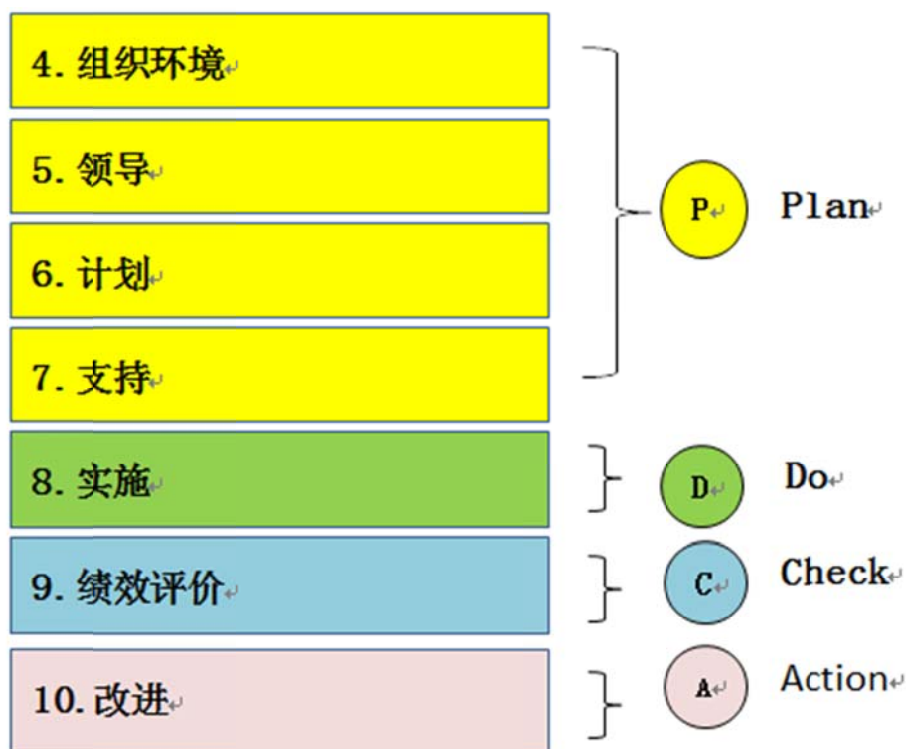 4. 组织环境
5. 领导
6. 计划
7. 支持
P Plan
8. 实施
D Do
9. 绩效评价
C Check
10. 改进
A Action